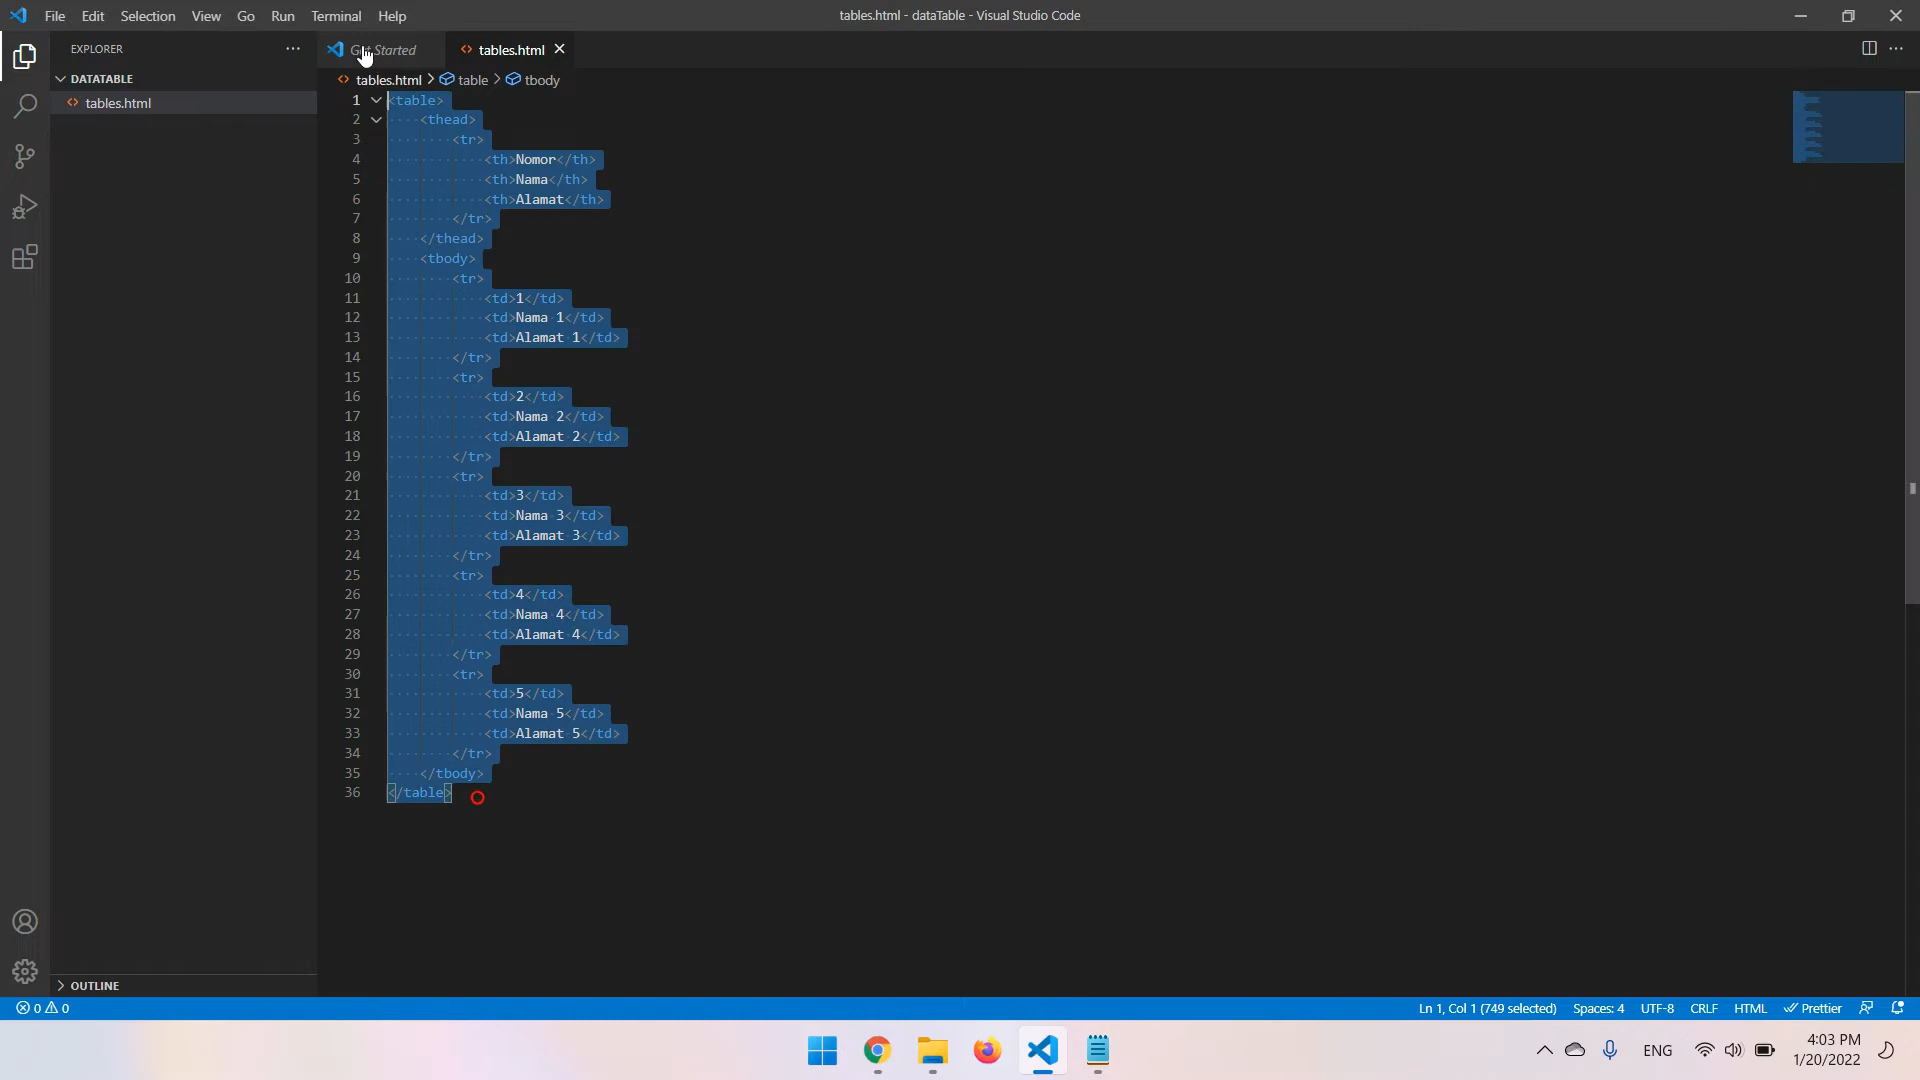 File Edit Selection View Go Run Terminal Help
tables.html - dataTable - Visual Studio Code
EXPLORER
Get Started
tables.html
DATATABLE
tables.html
tables.html > table > tbody
1 <table>
2 <thead>
3 <tr>
4 <th>Nomor</th>
5 <th>Nama</th>
6 <th>Alamat</th>
7 </tr>
8 </thead>
9 <tbody>
10 <tr>
11 <td>1</td>
12 <td>Nama 1</td>
13 <td>Alamat 1</td>
14 </tr>
15 <tr>
16 <td>2</td>
17 <td>Nama 2</td>
18 <td>Alamat 2</td>
19 </tr>
20 <tr>
21 <td>3</td>
22 <td>Nama 3</td>
23 <td>Alamat 3</td>
24 </tr>
25 <tr>
26 <td>4</td>
27 <td>Nama 4</td>
28 <td>Alamat 4</td>
29 </tr>
30 <tr>
31 <td>5</td>
32 <td>Nama 5</td>
33 <td>Alamat 5</td>
34 </tr>
35 </tbody>
36 </table>
OUTLINE
0 0
Ln 1, Col 1 (749 selected) Spaces: 4 UTF-8 CRLF HTML Prettier
ENG
4:03 PM
1/20/2022